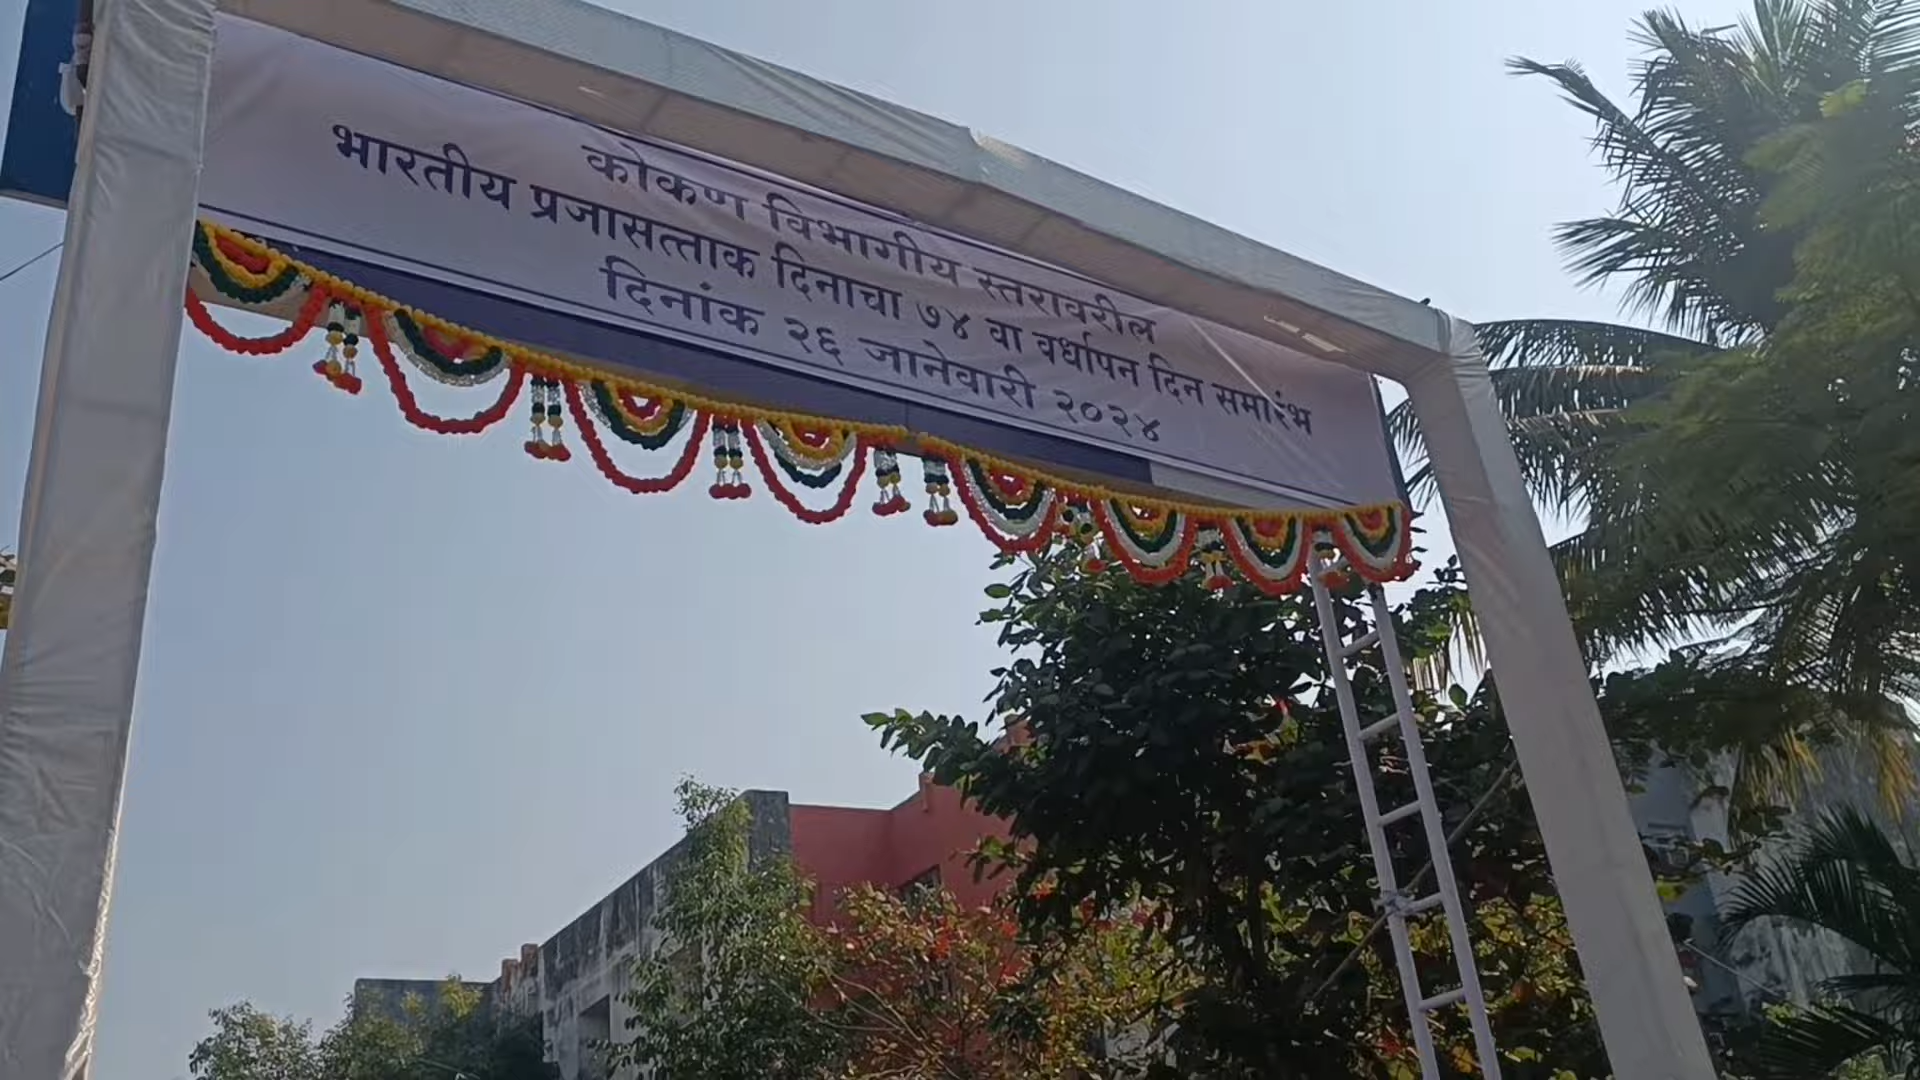 कोकण विभागीय स्तरावरील
भारतीय प्रजासत्ताक दिनाचा ७४ वा वर्धापन दिन समारंभ
दिनांक २६ जानेवारी २०२४